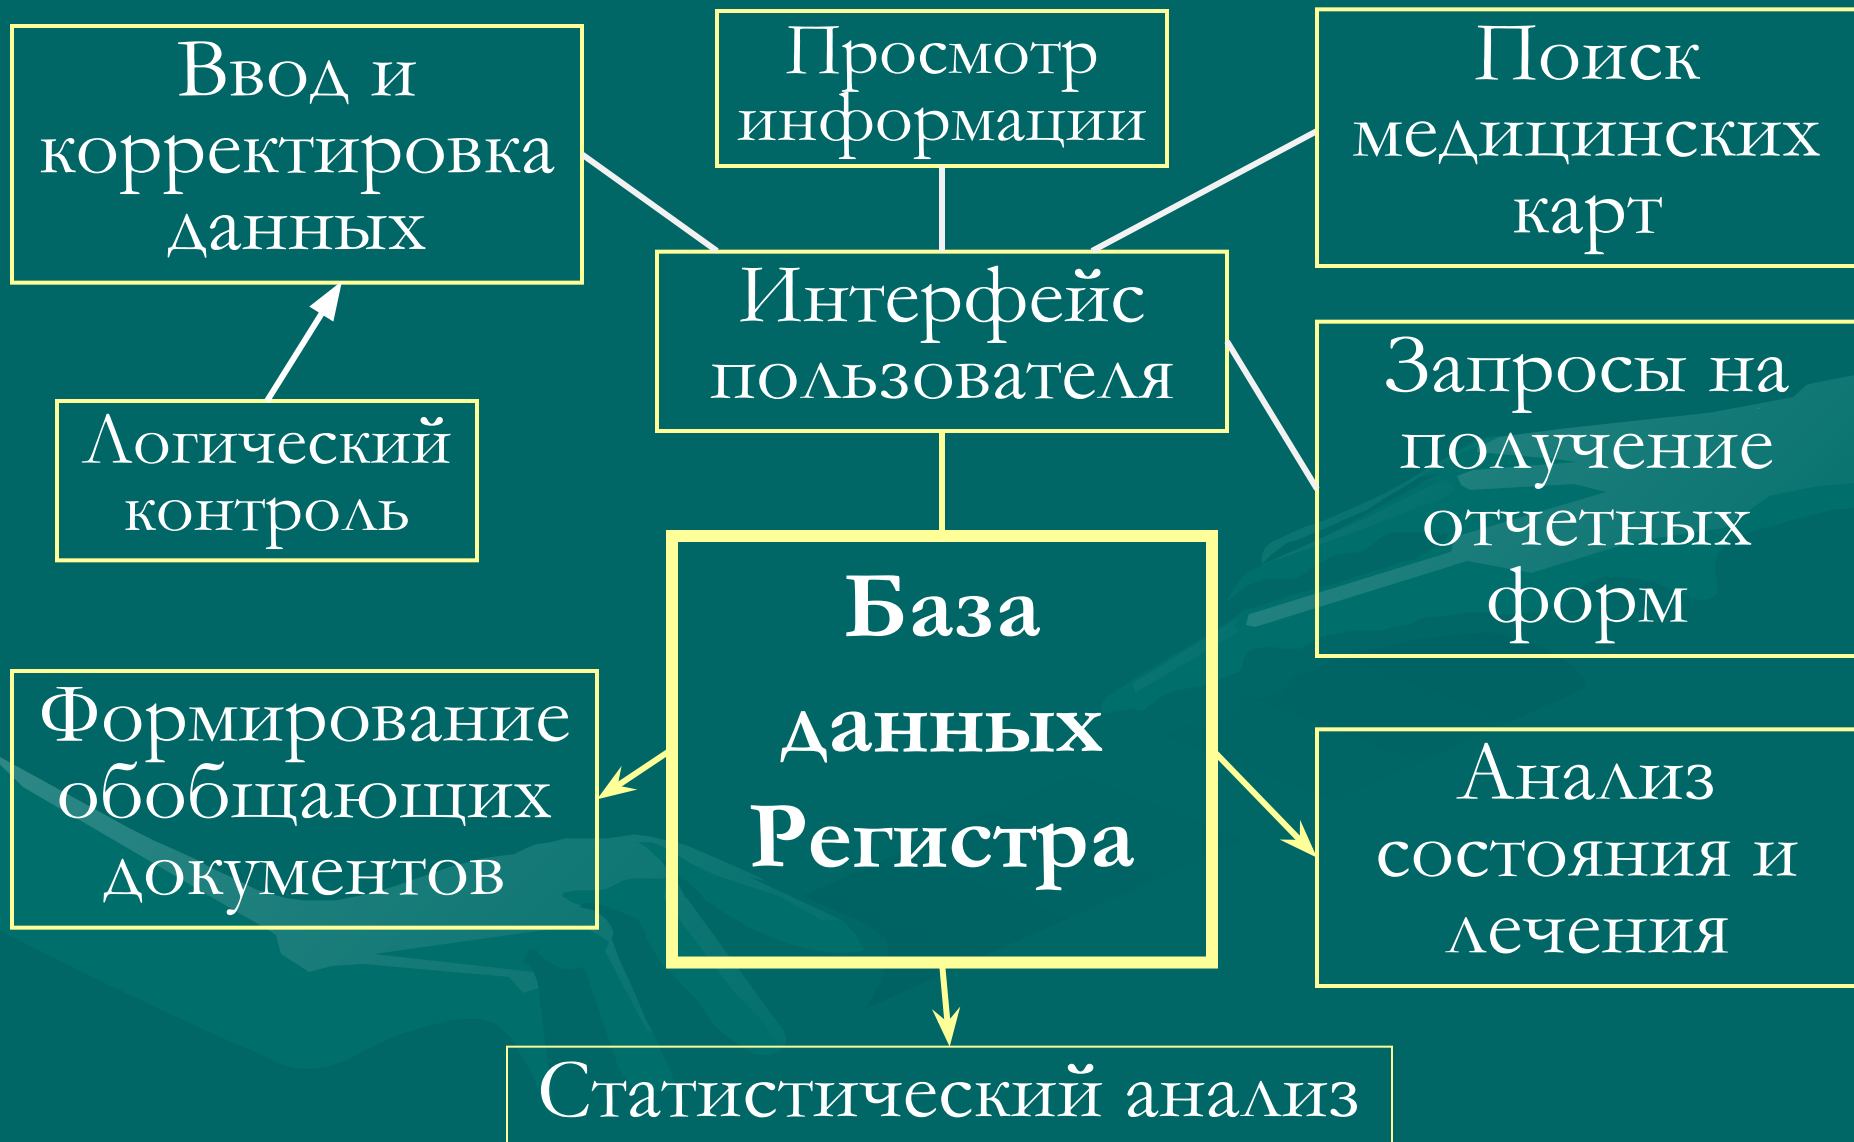 Ввод и
корректировка
данных
Просмотр
информации
Поиск
медицинских
карт
Интерфейс
пользователя
Логический
контроль
Запросы на
получение
отчетных
форм
База
данных
Регистра
Формирование
обобщающих
документов
Анализ
состояния и
лечения
Статистический анализ